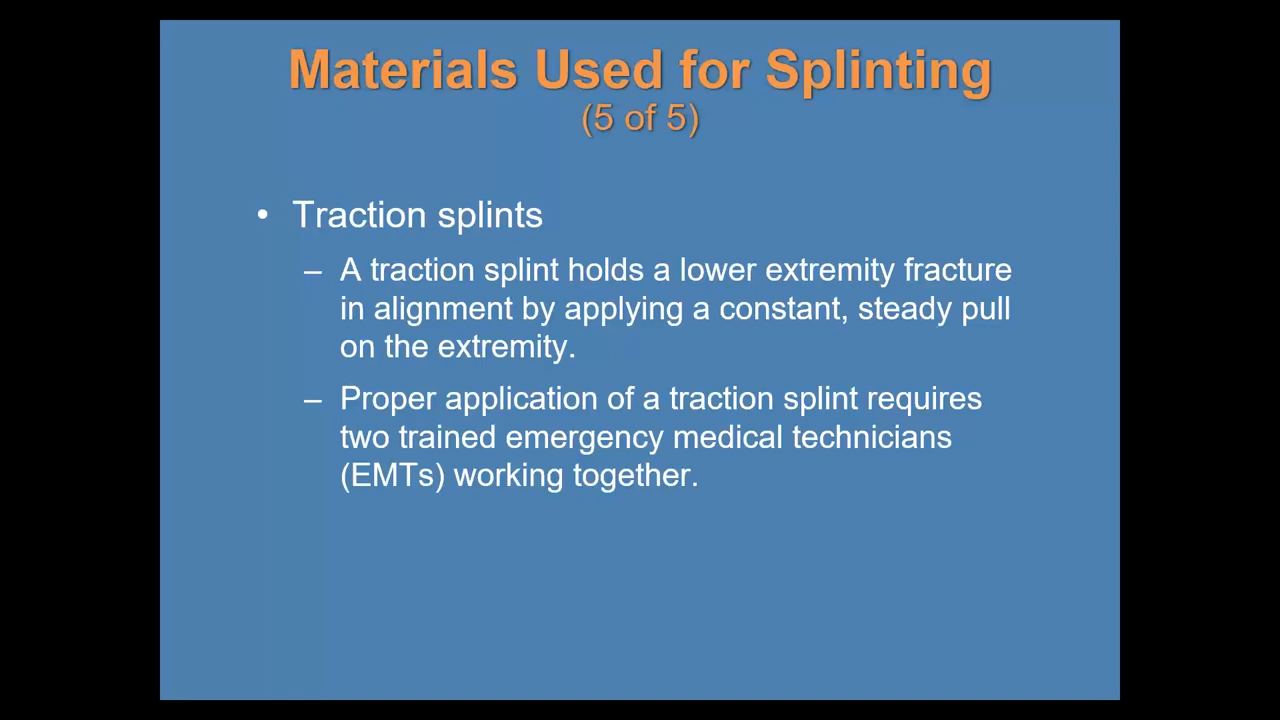 Materials Used for Splinting
(5 of 5)
• Traction splints
– A traction splint holds a lower extremity fracture
in alignment by applying a constant, steady pull
on the extremity.
– Proper application of a traction splint requires
two trained emergency medical technicians
(EMTs) working together.